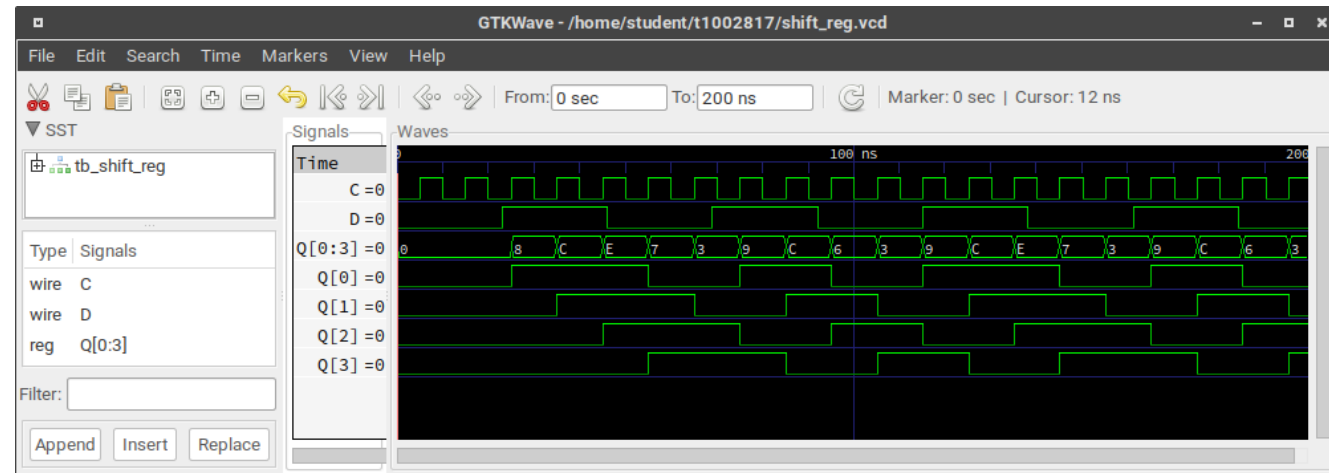 GTKWave - /home/student/t1002817/shift_reg.vcd
File Edit Search Time Markers View Help
From: 0 sec To: 200 ns Marker: 0 sec | Cursor: 12 ns
SST
tb_shift_reg
Type Signals
wire C
wire D
reg Q[0:3]
Filter:
Append Insert Replace
Signals
Time
C =0
D =0
Q[0:3] =0
Q[0] =0
Q[1] =0
Q[2] =0
Q[3] =0
Waves
0 100 ns 200
0 8 C E 7 3 9 C 6 3 9 C E 7 3 9 C 6 3